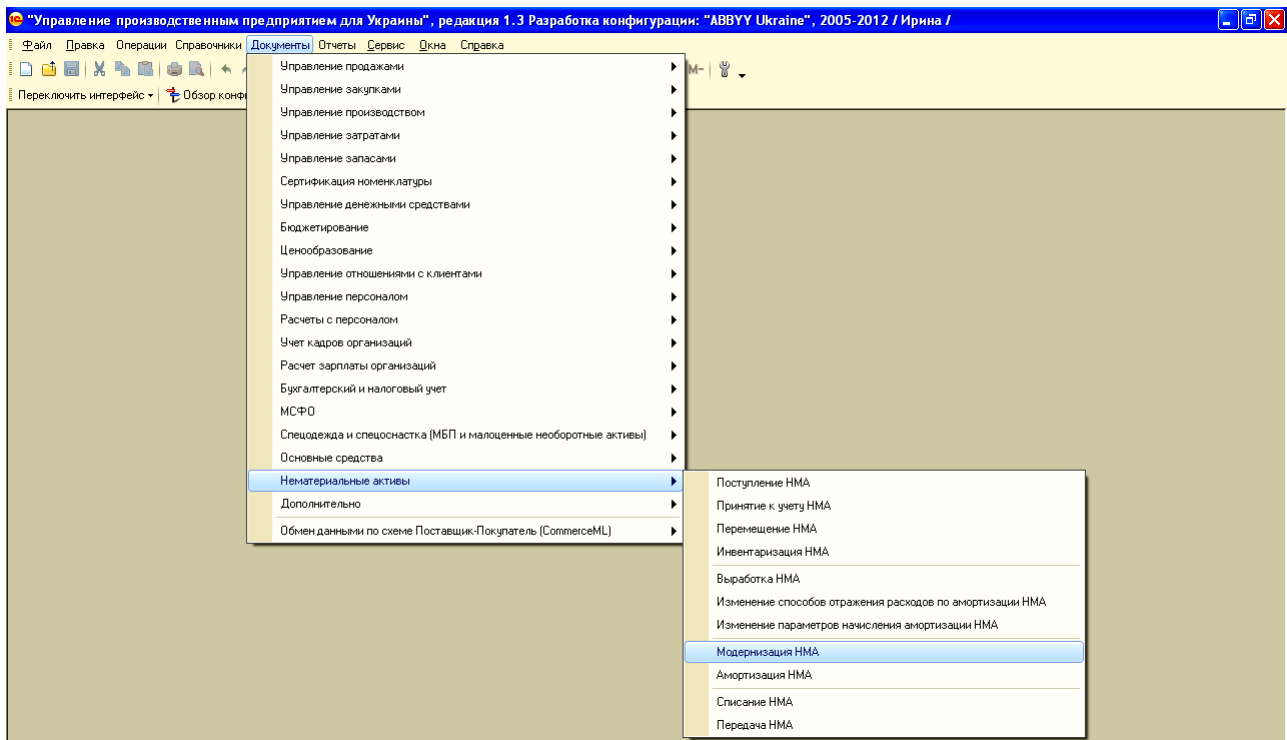 "Управление производственным предприятием для Украины", редакция 1.3 Разработка конфигурации: "ABBYY Ukraine", 2005-2012 / Ирина /
Файл Правка Операции Справочники Документы Отчеты Сервис Окна Справка
M-
Переключить интерфейс Обзор конф
Управление продажами
Управление закупками
Управление производством
Управление затратами
Управление запасами
Сертификация номенклатуры
Управление денежными средствами
Бюджетирование
Ценообразование
Управление отношениями с клиентами
Управление персоналом
Расчеты с персоналом
Учет кадров организаций
Расчет зарплаты организаций
Бухгалтерский и налоговый учет
МСФО
Спецодежда и спецоснастка (МБП и малоценные необоротные активы)
Основные средства
Нематериальные активы
Дополнительно
Обмен данными по схеме Поставщик-Покупатель (CommerceML)
Поступление НМА
Принятие к учету НМА
Перемещение НМА
Инвентаризация НМА
Выработка НМА
Изменение способов отражения расходов по амортизации НМА
Изменение параметров начисления амортизации НМА
Модернизация НМА
Амортизация НМА
Списание НМА
Передача НМА